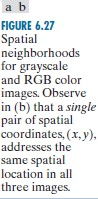 a b
FIGURE 6.27
Spatial
neighborhoods
for grayscale
and RGB color
images. Observe
in (b) that a single
pair of spatial
coordinates, (x, y),
addresses the
same spatial
location in all
three images.